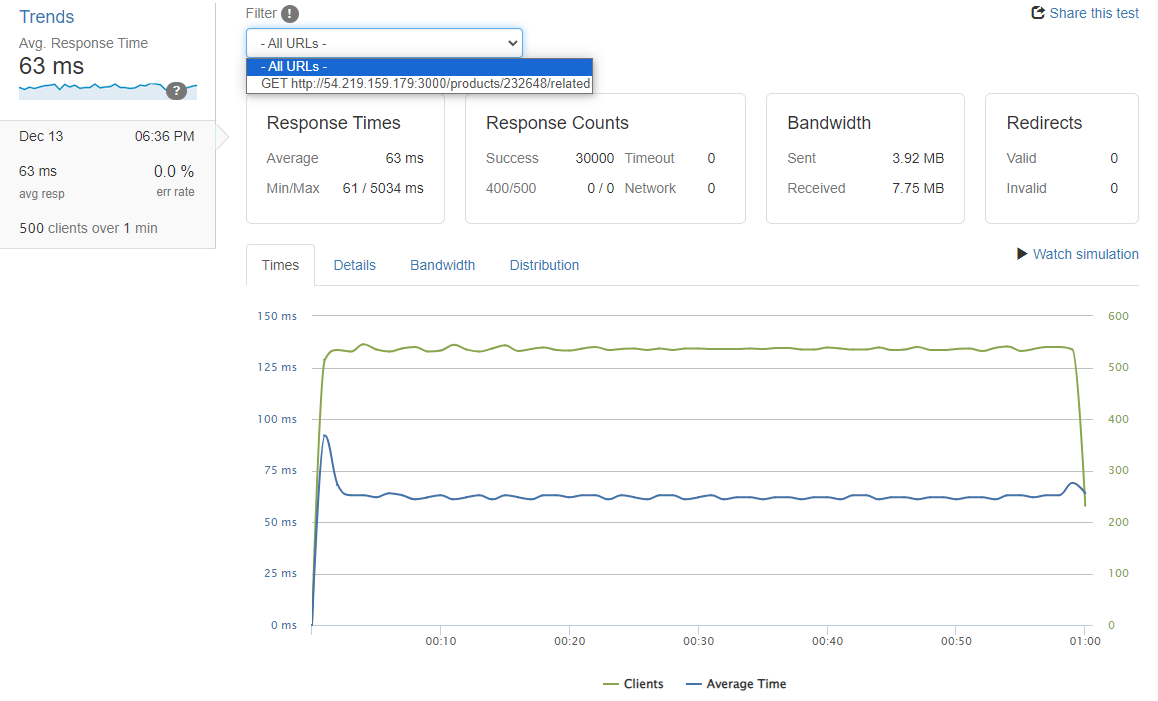 Trends
Avg. Response Time
63 ms
?
Dec 13 06:36 PM
63 ms 0.0 %
avg resp err rate
500 clients over 1 min
Filter !
Share this test
- All URLs -
- All URLs -
GET http://54.219.159.179:3000/products/232648/related
Response Times
Average 63 ms
Min/Max 61 / 5034 ms
Response Counts
Success 30000 Timeout 0
400/500 0 / 0 Network 0
Bandwidth
Sent 3.92 MB
Received 7.75 MB
Redirects
Valid 0
Invalid 0
Times Details Bandwidth Distribution
Watch simulation
150 ms 600
125 ms 500
100 ms 400
75 ms 300
50 ms 200
25 ms 100
0 ms 0
00:10 00:20 00:30 00:40 00:50 01:00
Clients Average Time